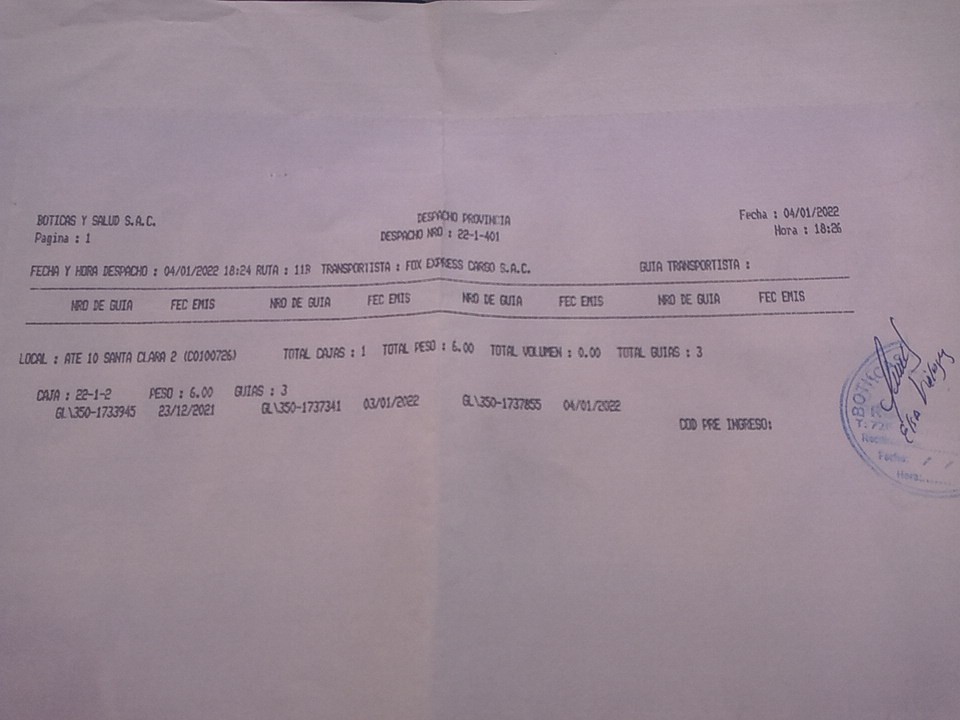 BOTICAS Y SALUD S.A.C. DESPACHO PROVINCIA Fecha : 04/01/2022
Pagina : 1 DESPACHO NRO : 22-1-401 Hora : 18:26
FECHA Y HORA DESPACHO : 04/01/2022 18:24 RUTA : 11R TRANSPORTISTA : FOX EXPRESS CARGO S.A.C. GUIA TRANSPORTISTA :
NRO DE GUIA FEC EMIS NRO DE GUIA FEC EMIS NRO DE GUIA FEC EMIS NRO DE GUIA FEC EMIS
LOCAL : ATE 10 SANTA CLARA 2 (C0100726) TOTAL CAJAS : 1 TOTAL PESO : 6.00 TOTAL VOLUMEN : 0.00 TOTAL GUIAS : 3
CAJA : 22-1-2 PESO : 6.00 GUIAS : 3
GL\350-1733945 23/12/2021 GL\350-1737341 03/01/2022 GL\350-1737855 04/01/2022
COD PRE INGRESO:
BOTIC
Elsa
Fecha: / /
Hora: